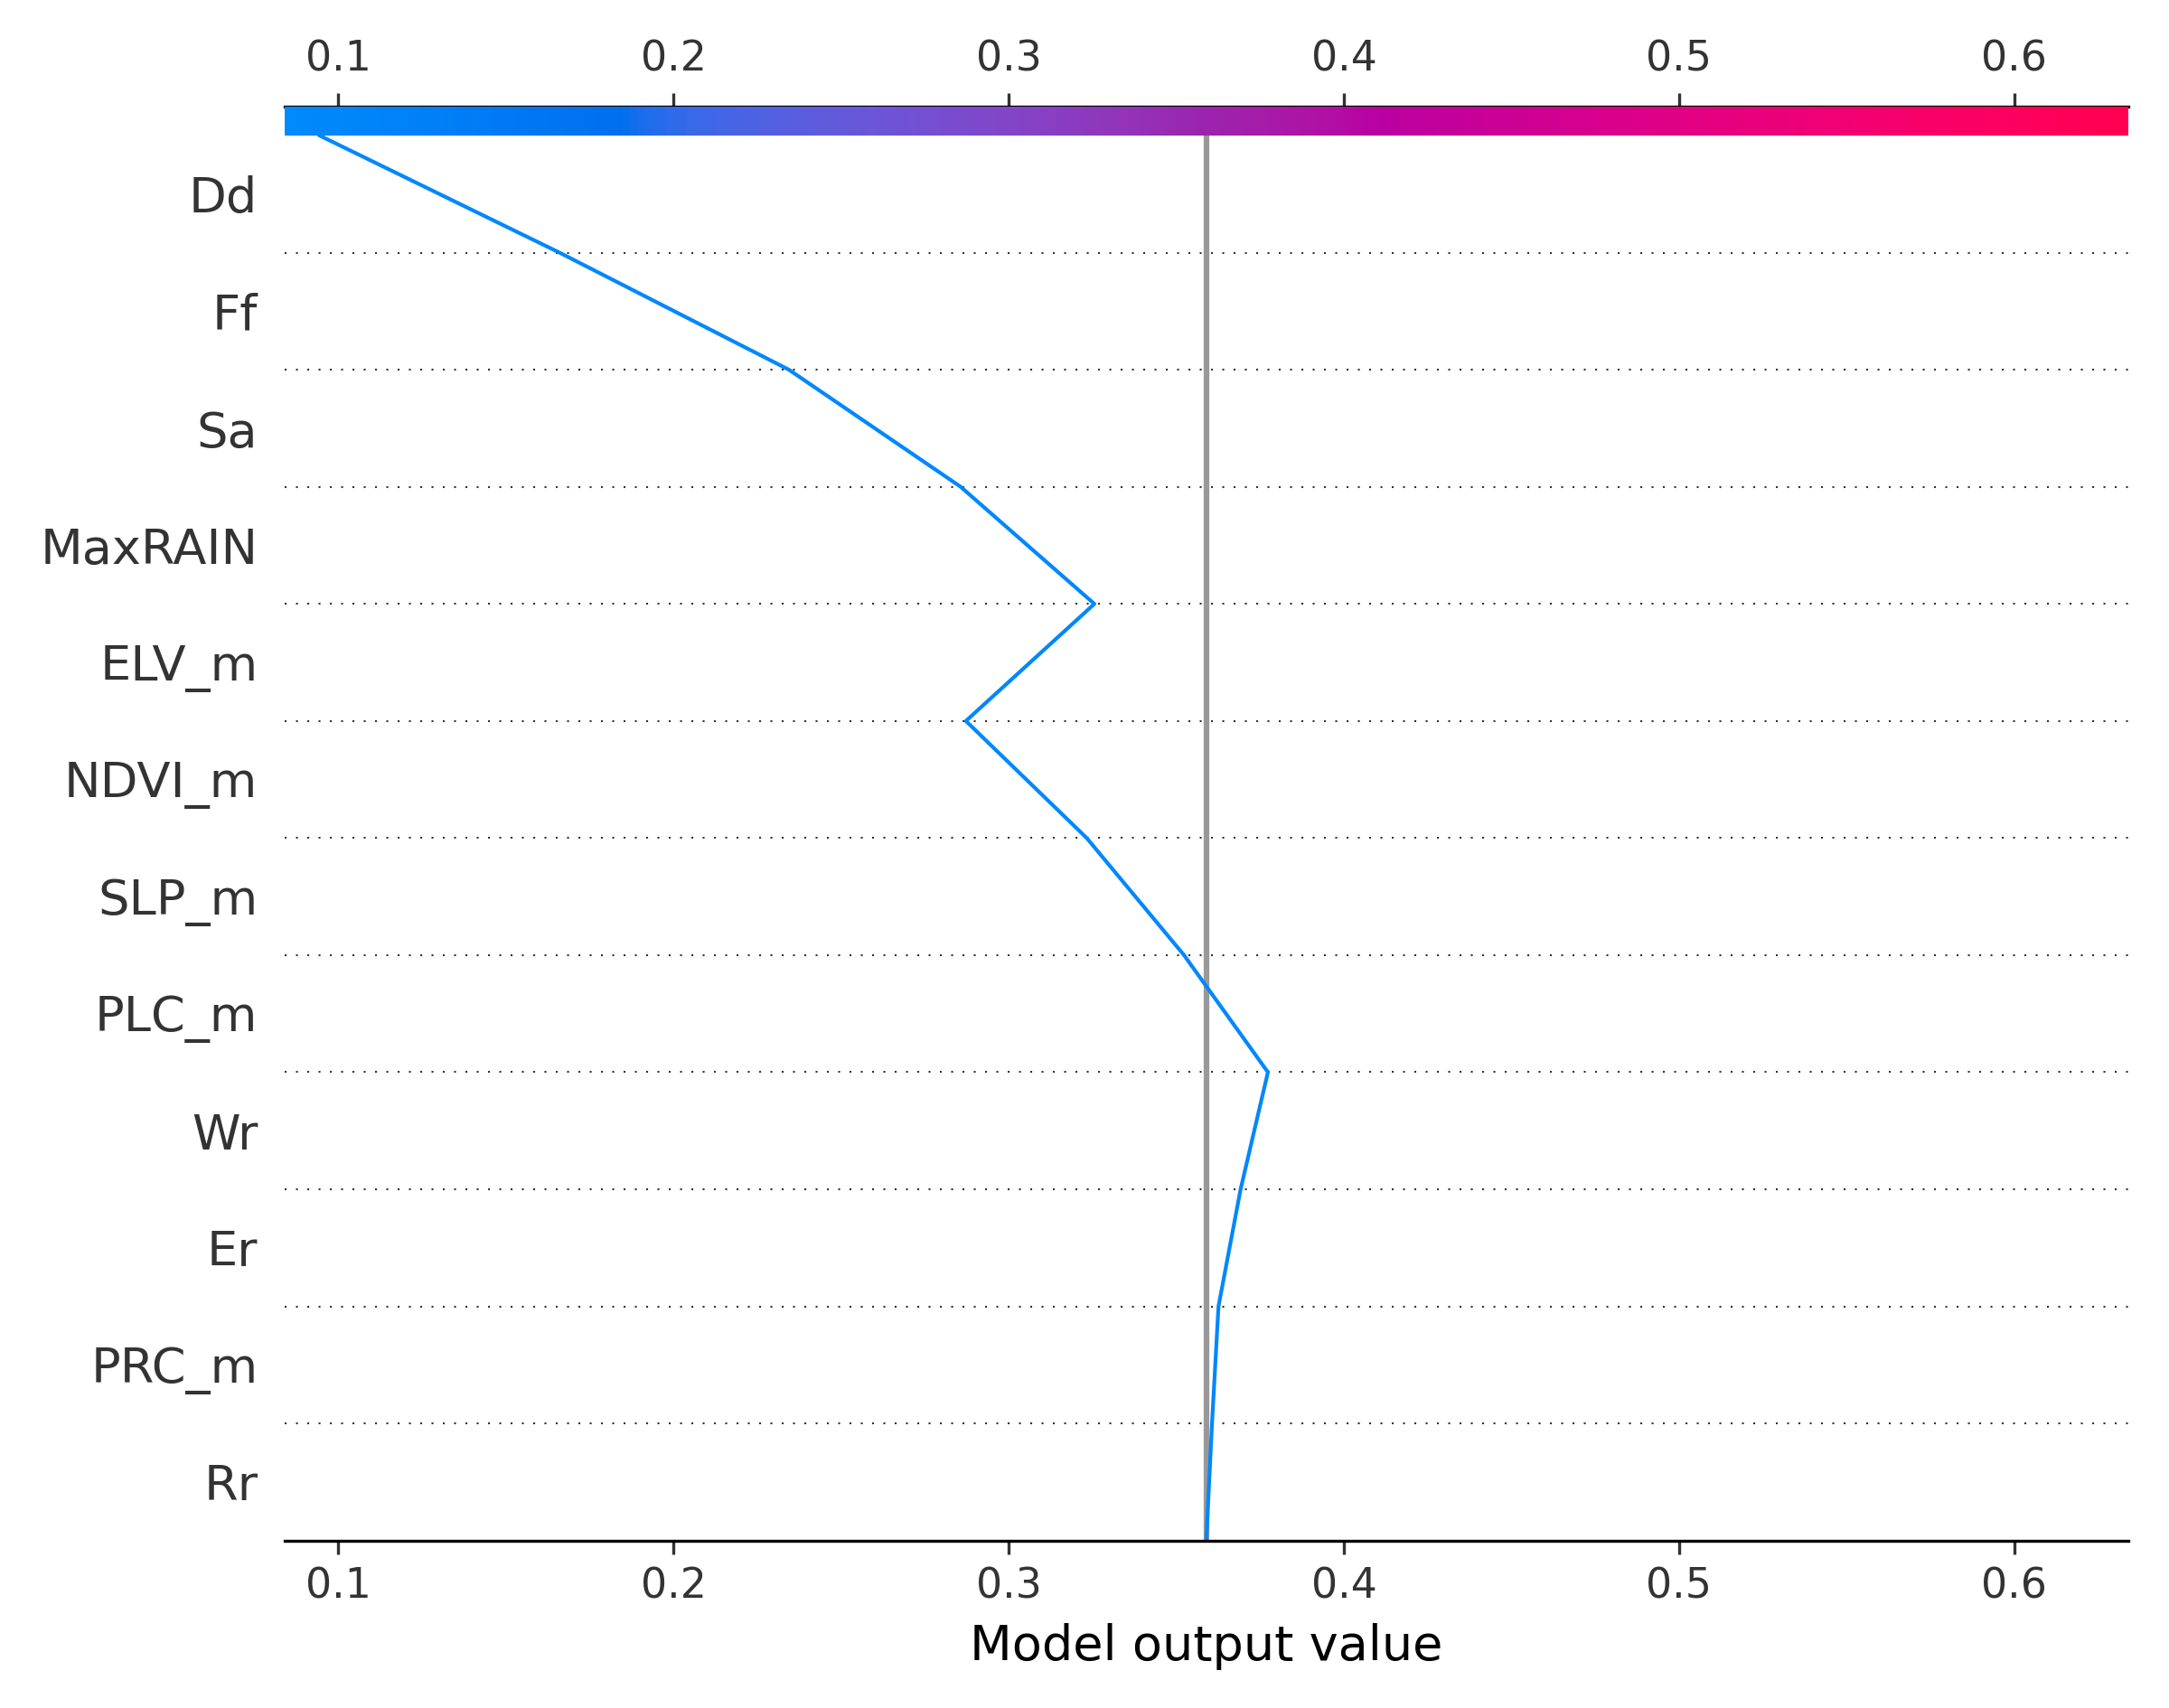 0.1 0.2 0.3 0.4 0.5 0.6
Dd
Ff
Sa
MaxRAIN
ELV_m
NDVI_m
SLP_m
PLC_m
Wr
Er
PRC_m
Rr
0.1 0.2 0.3 0.4 0.5 0.6
Model output value